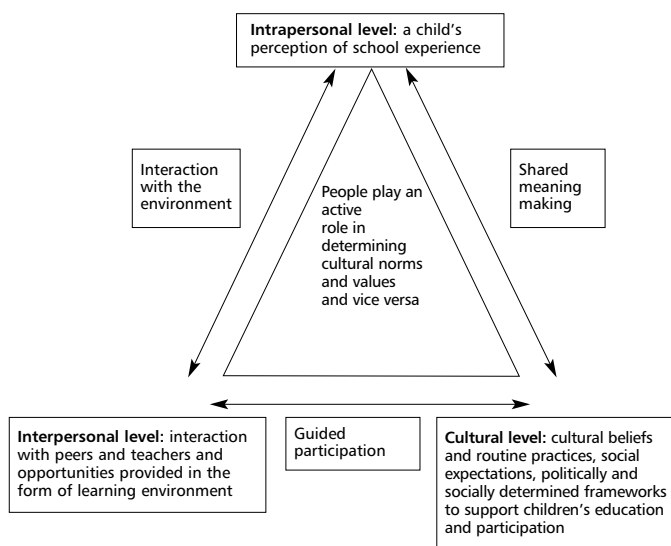 Intrapersonal level: a child's
perception of school experience
Interaction
with the
environment
Shared
meaning
making
People play an
active
role in
determining
cultural norms
and values
and vice versa
Interpersonal level: interaction
with peers and teachers and
opportunities provided in the
form of learning environment
Guided
participation
Cultural level: cultural beliefs
and routine practices, social
expectations, politically and
socially determined frameworks
to support children's education
and participation